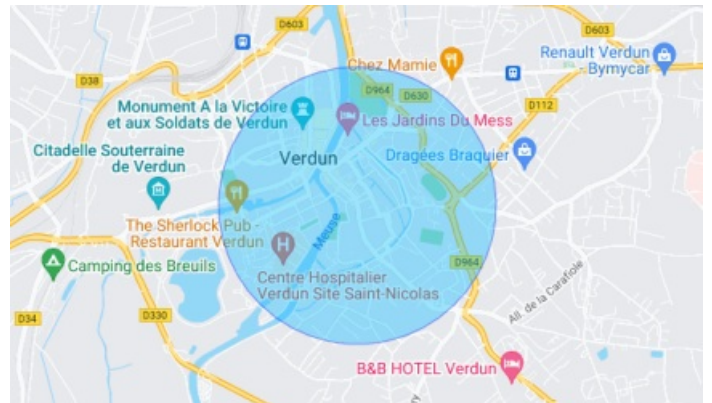 D603
D603
Renault Verdun
- Bymycar
Chez Mamie
D38
D964
D630
D112
Monument A la Victoire
et aux Soldats de Verdun
Les Jardins Du Mess
Citadelle Souterraine
de Verdun
Verdun
Dragées Braquier
The Sherlock Pub -
Restaurant Verdun
Meuse
Camping des Breuils
Centre Hospitalier
Verdun Site Saint-Nicolas
D964
All. de la Carafiole
D34
D330
B&B HOTEL Verdun